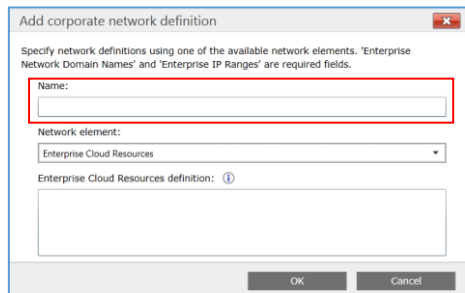 Add corporate network definition
Specify network definitions using one of the available network elements. 'Enterprise
Network Domain Names' and 'Enterprise IP Ranges' are required fields.
Name:
Network element:
Enterprise Cloud Resources
Enterprise Cloud Resources definition:
OK Cancel